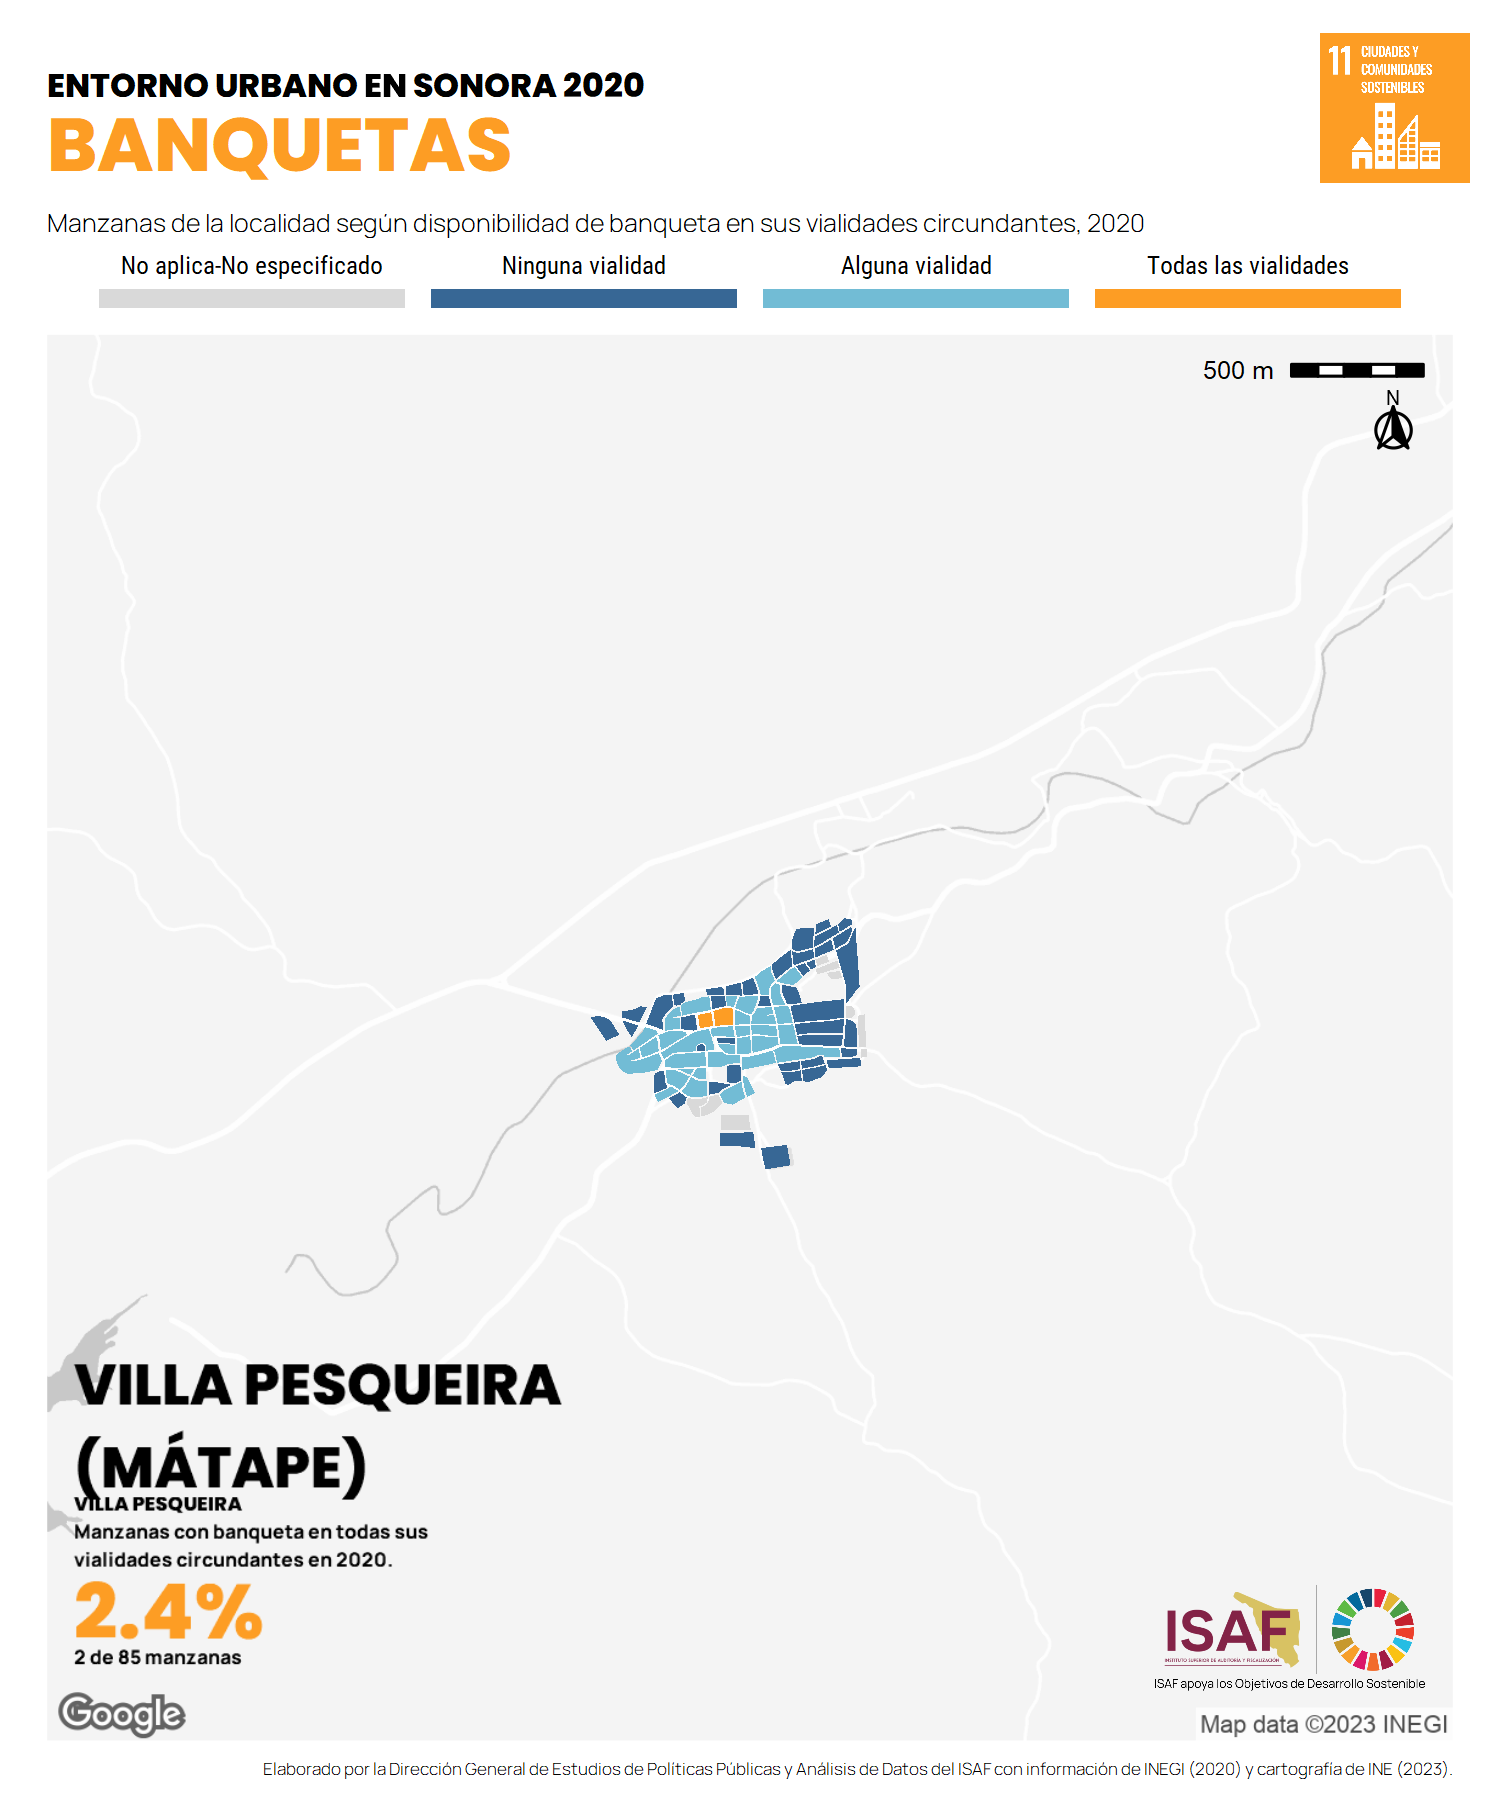 ENTORNO URBANO EN SONORA 2020
BANQUETAS
11 CIUDADES Y
COMUNIDADES
SOSTENIBLES
Manzanas de la localidad según disponibilidad de banqueta en sus vialidades circundantes, 2020
No aplica-No especificado Ninguna vialidad Alguna vialidad Todas las vialidades
500 m
N
VILLA PESQUEIRA
(MÁTAPE)
VILLA PESQUEIRA
Manzanas con banqueta en todas sus
vialidades circundantes en 2020.
2.4%
2 de 85 manzanas
ISAF
INSTITUTO SUPERIOR DE AUDITORÍA Y FISCALIZACIÓN
ISAF apoya los Objetivos de Desarrollo Sostenible
Google
Map data ©2023 INEGI
Elaborado por la Dirección General de Estudios de Políticas Públicas y Análisis de Datos del ISAF con información de INEGI (2020) y cartografía de INE (2023).